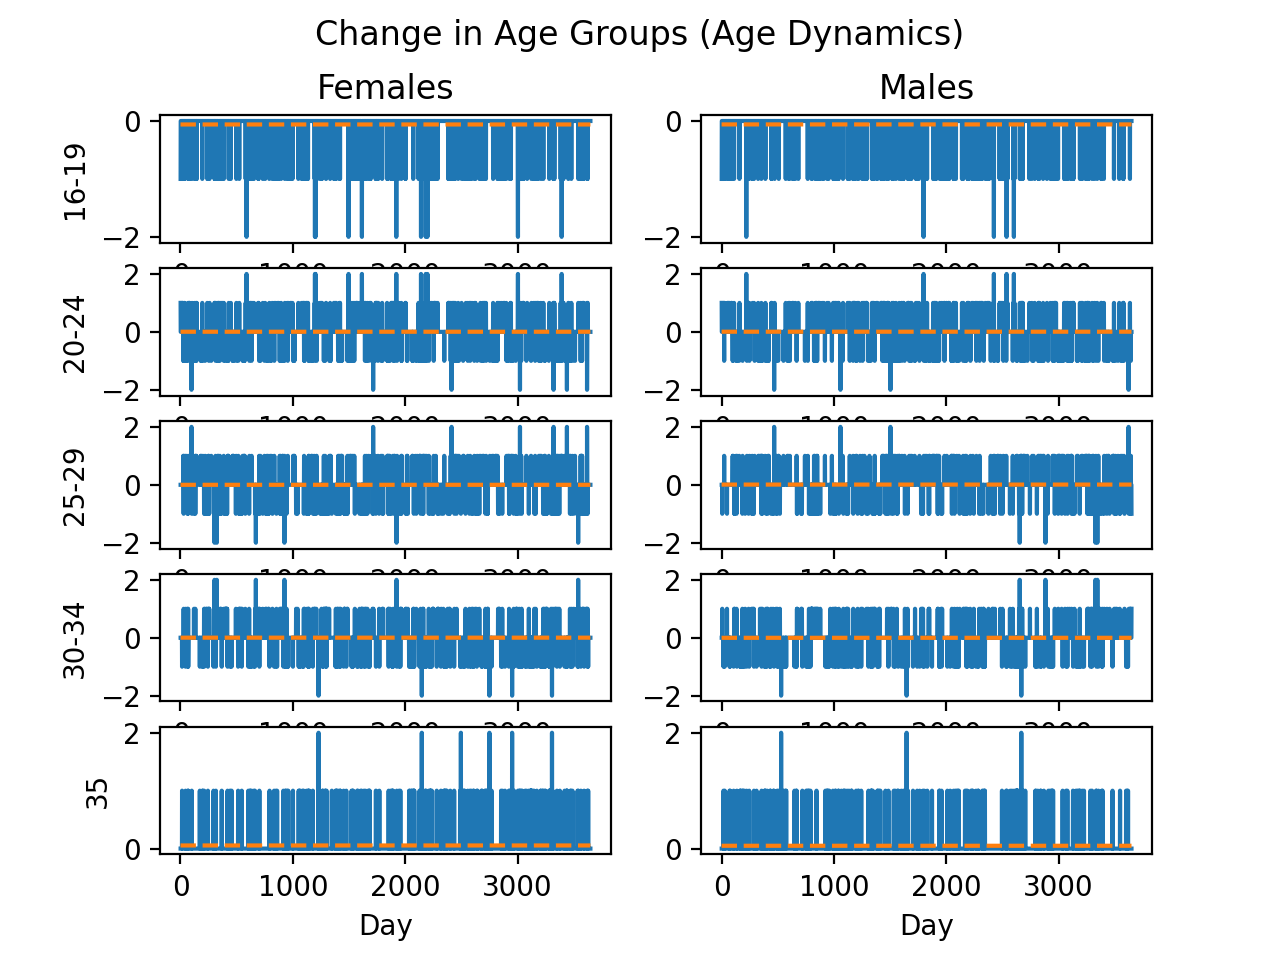 Change in Age Groups (Age Dynamics)
Females Males
16-19 0 −2 0 −2
20-24 2 0 −2 2 0 −2
25-29 2 0 −2 2 0 −2
30-34 2 0 −2 2 0 −2
35 2 0 2 0
0 1000 2000 3000 0 1000 2000 3000
Day Day